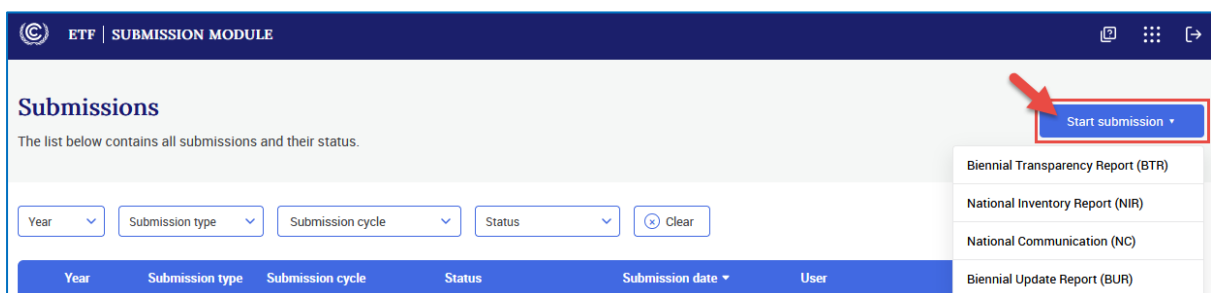 ETF | SUBMISSION MODULE
Submissions
The list below contains all submissions and their status.
Start submission
Biennial Transparency Report (BTR)
National Inventory Report (NIR)
National Communication (NC)
Biennial Update Report (BUR)
Year Submission type Submission cycle Status Clear
Year Submission type Submission cycle Status Submission date User